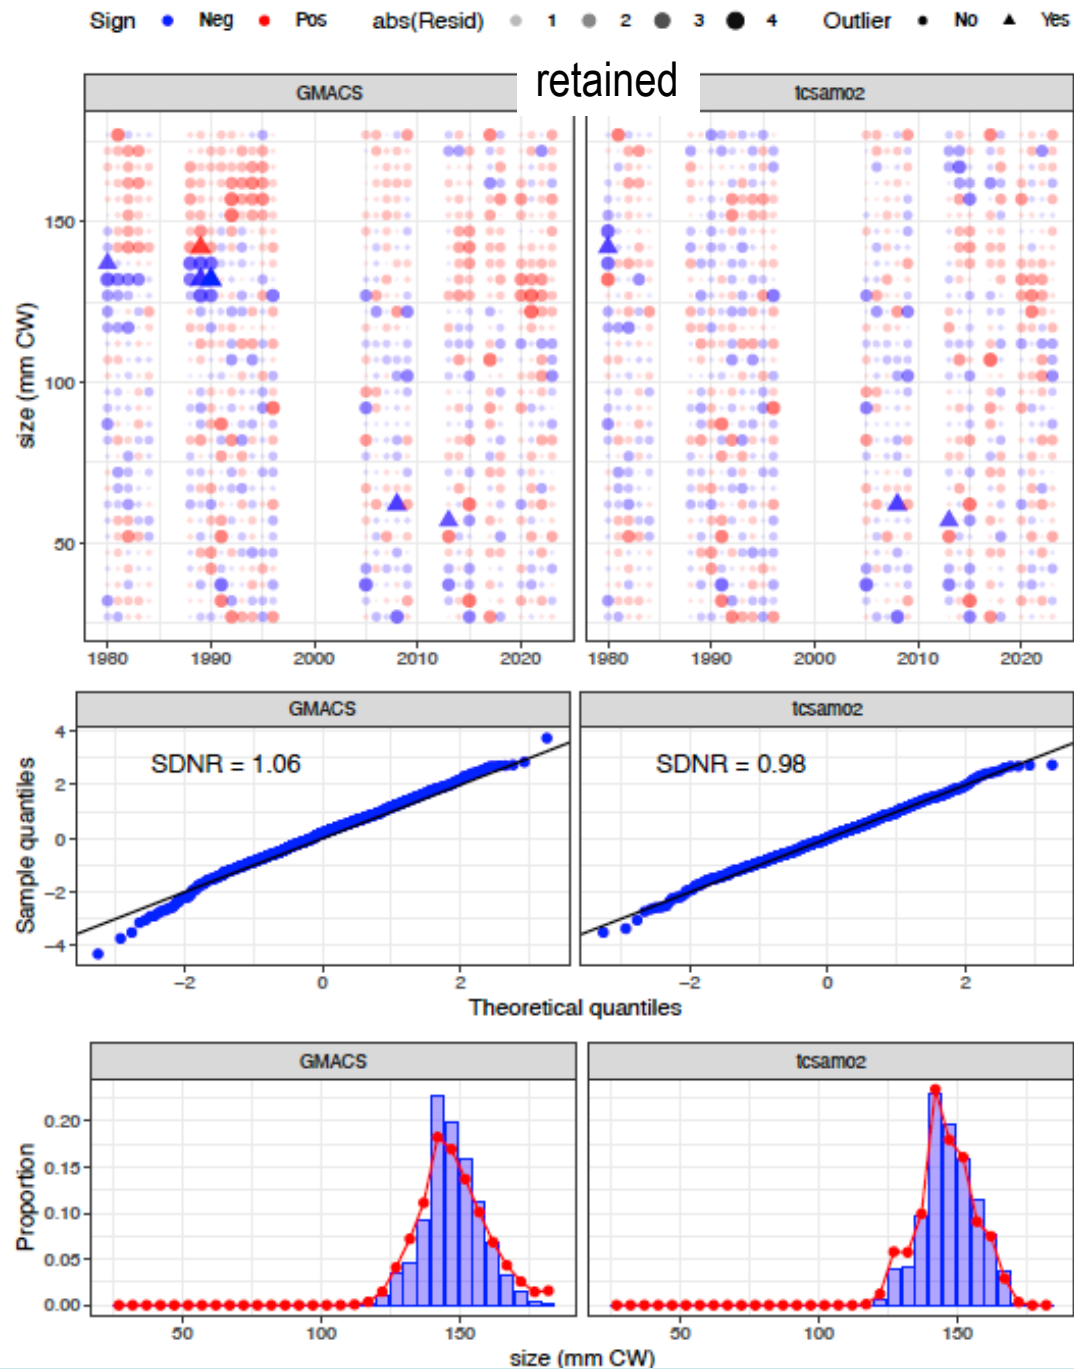 Sign Neg Pos abs(Resid) 1 2 3 4 Outlier No Yes
retained
GMACS tcsam02
size (mm CW)
150
100
50
1980 1990 2000 2010 2020 1980 1990 2000 2010 2020
GMACS tcsam02
Sample quantiles
4
2
0
−2
−4
SDNR = 1.06 SDNR = 0.98
−2 0 2 −2 0 2
Theoretical quantiles
GMACS tcsam02
Proportion
0.20
0.15
0.10
0.05
0.00
50 100 150 50 100 150
size (mm CW)